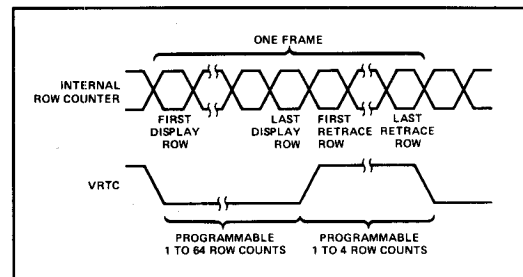 ONE FRAME
INTERNAL
ROW COUNTER
FIRST
DISPLAY
ROW
LAST
DISPLAY
ROW
FIRST
RETRACE
ROW
LAST
RETRACE
ROW
VRTC
PROGRAMMABLE
1 TO 64 ROW COUNTS
PROGRAMMABLE
1 TO 4 ROW COUNTS